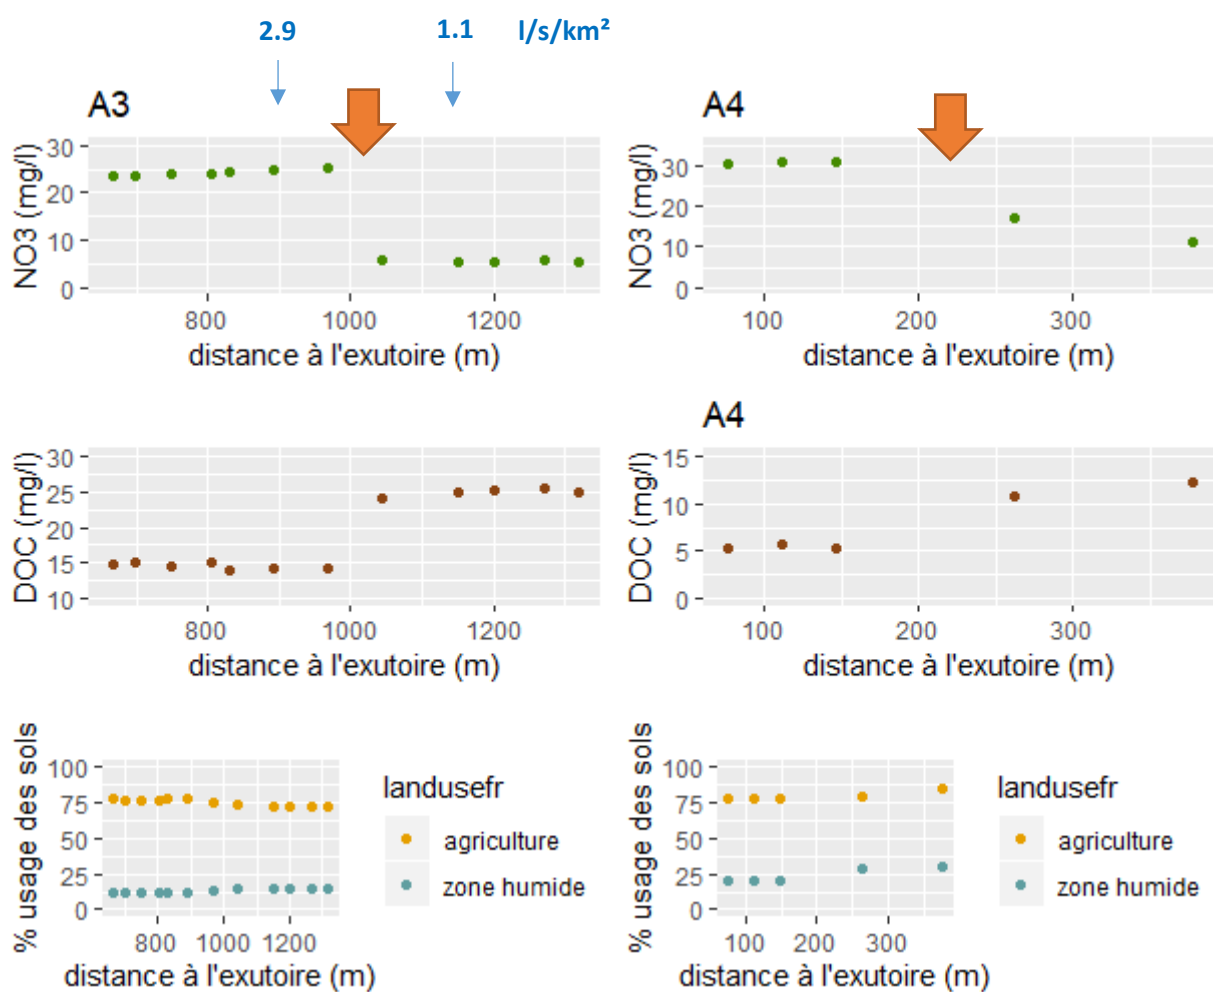 2.9 1.1 l/s/km²
A3
NO3 (mg/l)
30
20
10
0
800 1000 1200
distance à l'exutoire (m)
A4
NO3 (mg/l)
30
20
10
0
100 200 300
distance à l'exutoire (m)
DOC (mg/l)
30
25
20
15
10
800 1000 1200
distance à l'exutoire (m)
A4
DOC (mg/l)
15
10
5
0
100 200 300
distance à l'exutoire (m)
% usage des sols
100
75
50
25
0
800 1000 1200
distance à l'exutoire (m)
landusefr
agriculture
zone humide
% usage des sols
100
75
50
25
0
100 200 300
distance à l'exutoire (m)
landusefr
agriculture
zone humide